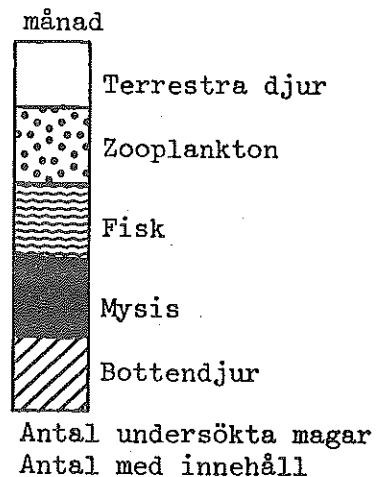 månad
Terrestra djur
Zooplankton
Fisk
Mysis
Bottendjur
Antal undersökta magar
Antal med innehåll